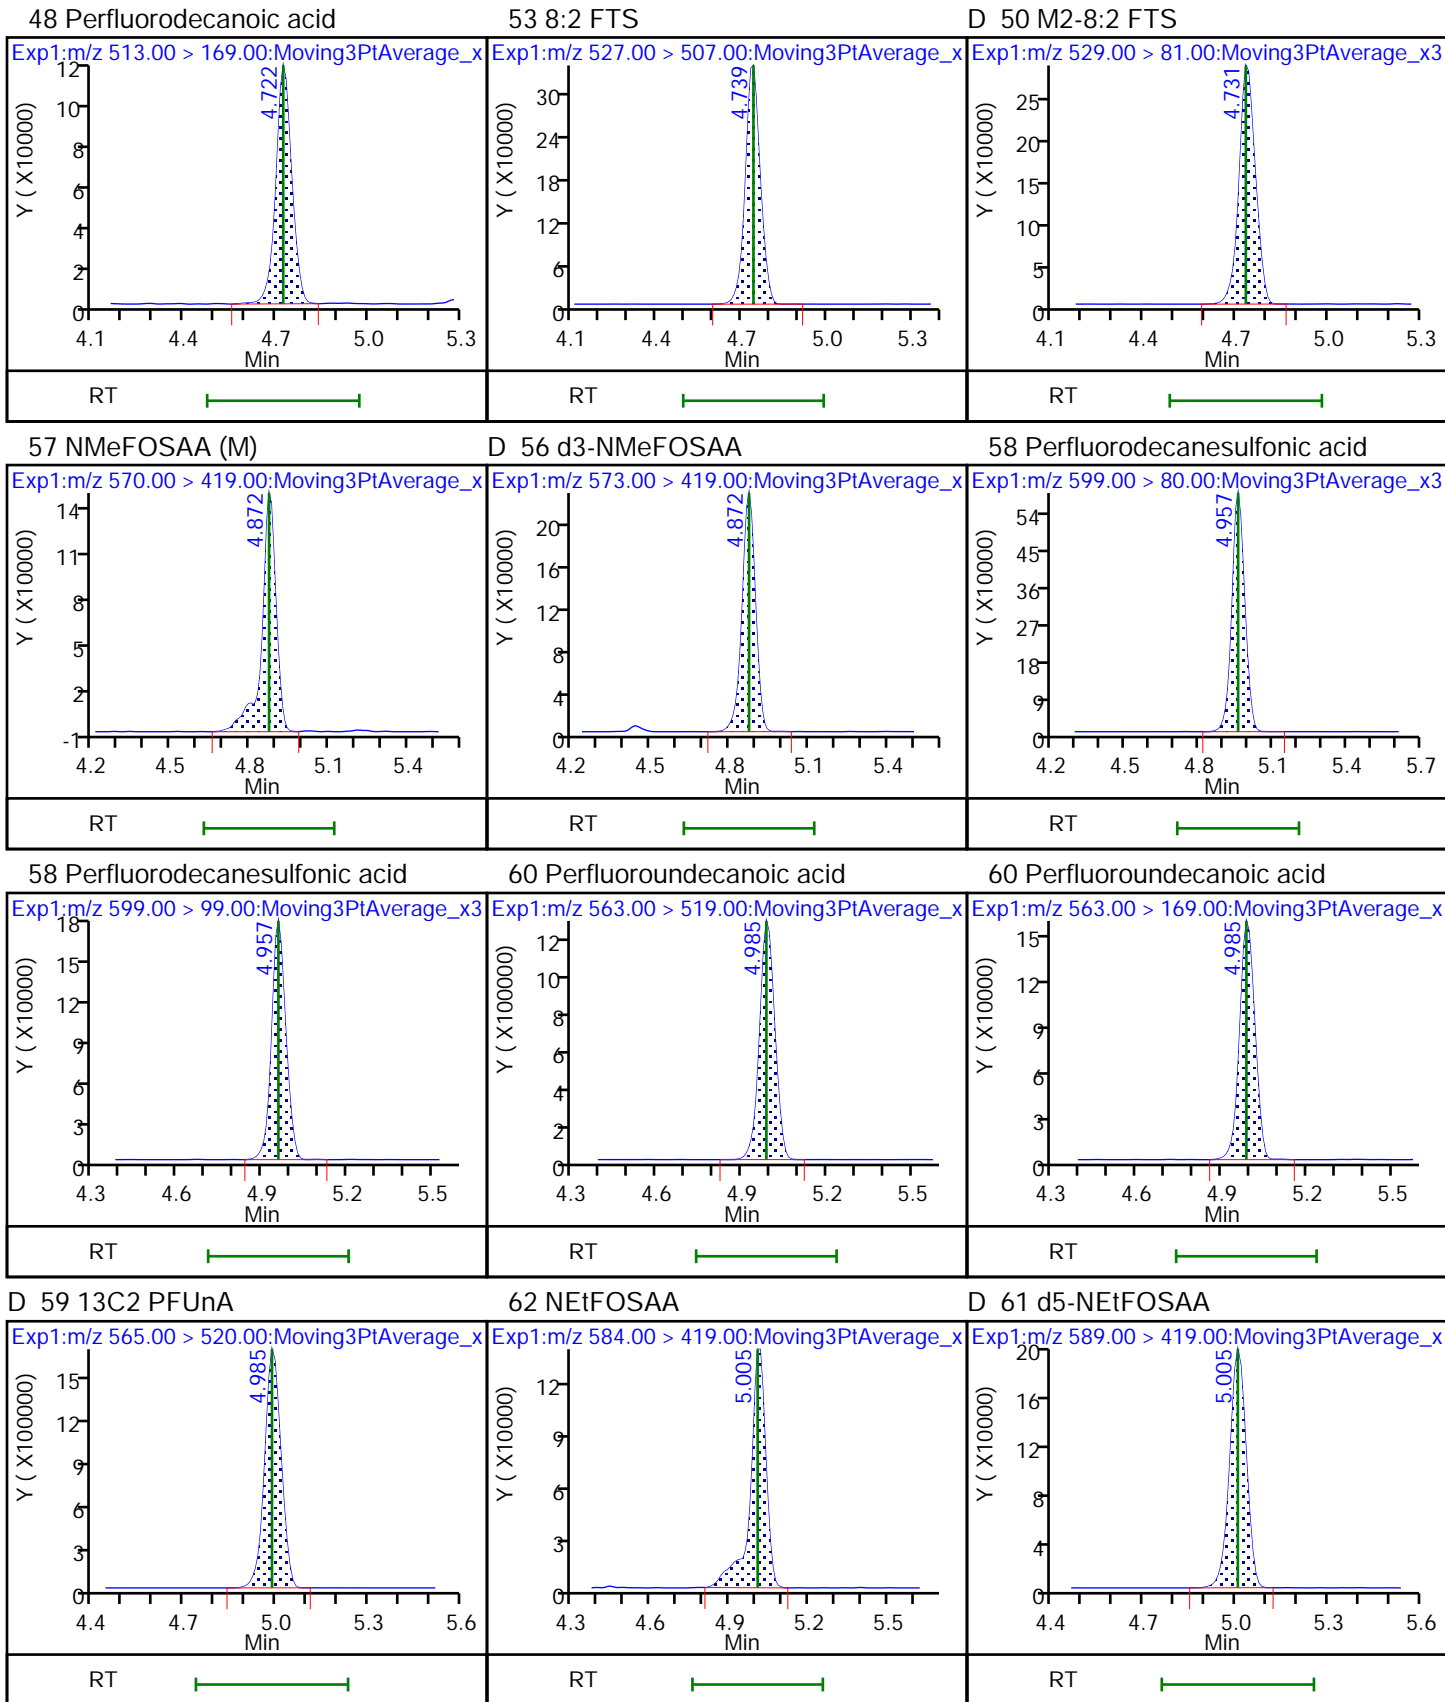 48 Perfluorodecanoic acid
Exp1:m/z 513.00 > 169.00:Moving3PtAverage_x
4.722
Y ( X10000)
12
10
8
6
4
2
0
4.1 4.4 4.7 5.0 5.3
Min
RT
53 8:2 FTS
Exp1:m/z 527.00 > 507.00:Moving3PtAverage_x
4.739
Y ( X10000)
30
24
18
12
6
0
4.1 4.4 4.7 5.0 5.3
Min
RT
D 50 M2-8:2 FTS
Exp1:m/z 529.00 > 81.00:Moving3PtAverage_x3
4.731
Y ( X10000)
25
20
15
10
5
0
4.1 4.4 4.7 5.0 5.3
Min
RT
57 NMeFOSAA (M)
Exp1:m/z 570.00 > 419.00:Moving3PtAverage_x
4.872
Y ( X10000)
14
11
8
5
2
-1
4.2 4.5 4.8 5.1 5.4
Min
RT
D 56 d3-NMeFOSAA
Exp1:m/z 573.00 > 419.00:Moving3PtAverage_x
4.872
Y ( X10000)
20
16
12
8
4
0
4.2 4.5 4.8 5.1 5.4
Min
RT
58 Perfluorodecanesulfonic acid
Exp1:m/z 599.00 > 80.00:Moving3PtAverage_x3
4.957
Y ( X10000)
54
45
36
27
18
9
0
4.2 4.5 4.8 5.1 5.4 5.7
Min
RT
58 Perfluorodecanesulfonic acid
Exp1:m/z 599.00 > 99.00:Moving3PtAverage_x3
4.957
Y ( X10000)
18
15
12
9
6
3
0
4.3 4.6 4.9 5.2 5.5
Min
RT
60 Perfluoroundecanoic acid
Exp1:m/z 563.00 > 519.00:Moving3PtAverage_x
4.985
Y ( X100000)
12
10
8
6
4
2
0
4.3 4.6 4.9 5.2 5.5
Min
RT
60 Perfluoroundecanoic acid
Exp1:m/z 563.00 > 169.00:Moving3PtAverage_x
4.985
Y ( X10000)
15
12
9
6
3
0
4.3 4.6 4.9 5.2 5.5
Min
RT
D 59 13C2 PFUnA
Exp1:m/z 565.00 > 520.00:Moving3PtAverage_x
4.985
Y ( X100000)
15
12
9
6
3
0
4.4 4.7 5.0 5.3 5.6
Min
RT
62 NEtFOSAA
Exp1:m/z 584.00 > 419.00:Moving3PtAverage_x
5.005
Y ( X10000)
12
9
6
3
0
4.3 4.6 4.9 5.2 5.5
Min
RT
D 61 d5-NEtFOSAA
Exp1:m/z 589.00 > 419.00:Moving3PtAverage_x
5.005
Y ( X10000)
20
16
12
8
4
0
4.4 4.7 5.0 5.3 5.6
Min
RT